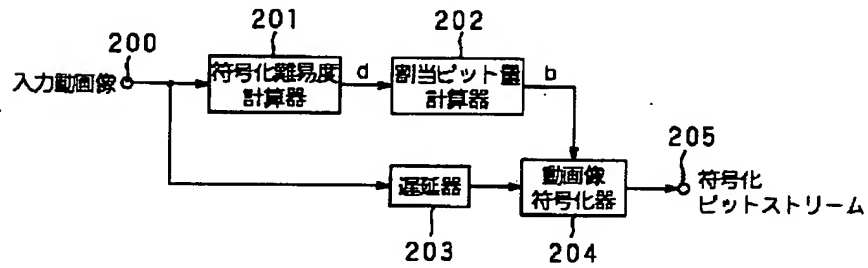 200
201
202
入力動画像
符号化難易度
計算器
d
割当ビット量
計算器
b
205
遅延器
動画像
符号化器
符号化
ビットストリーム
203
204